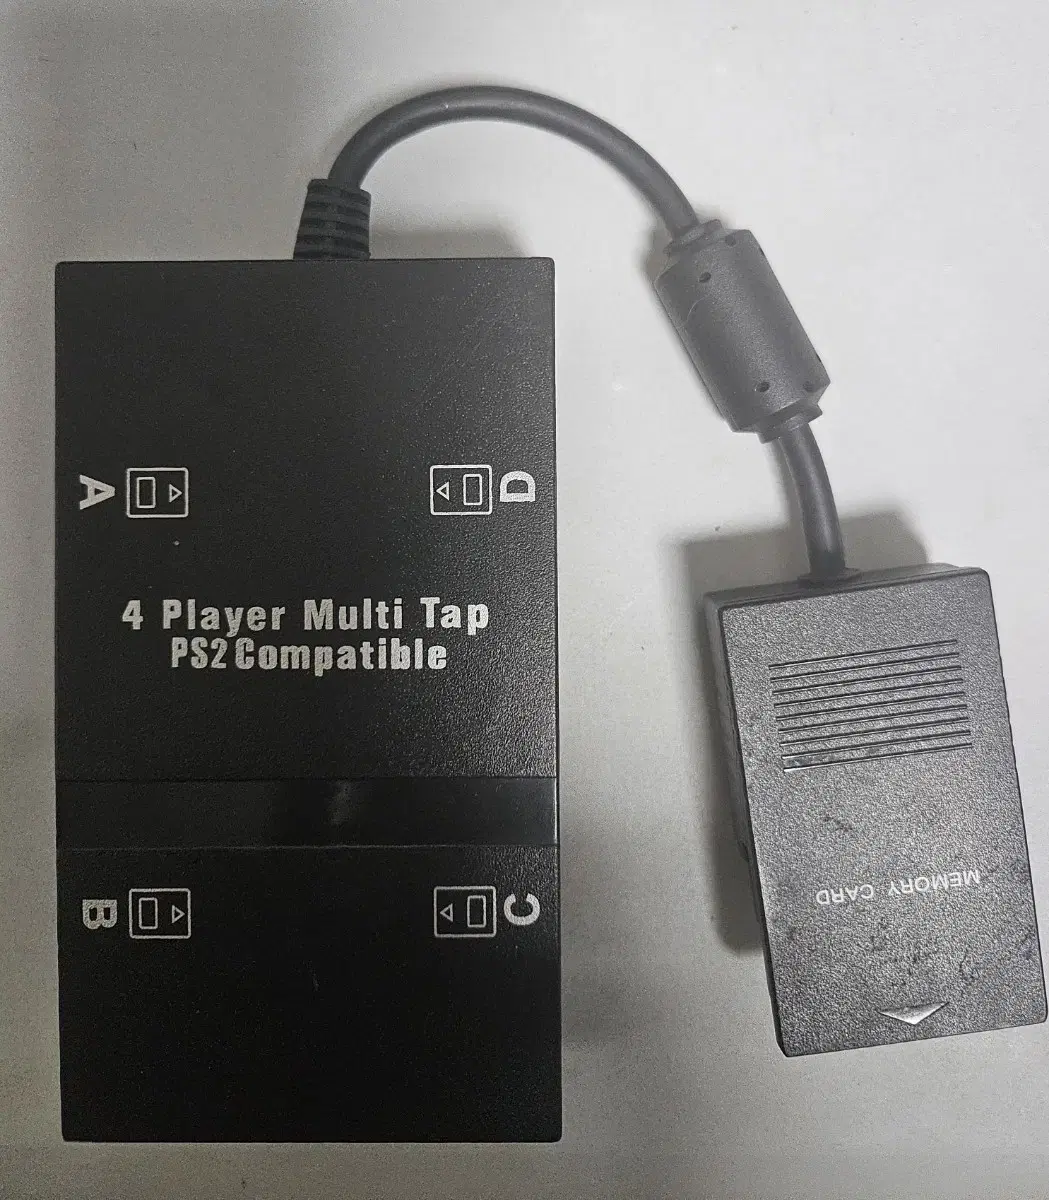 A
D
4 Player Multi Tap
PS2 Compatible
B
C
MEMORY CARD